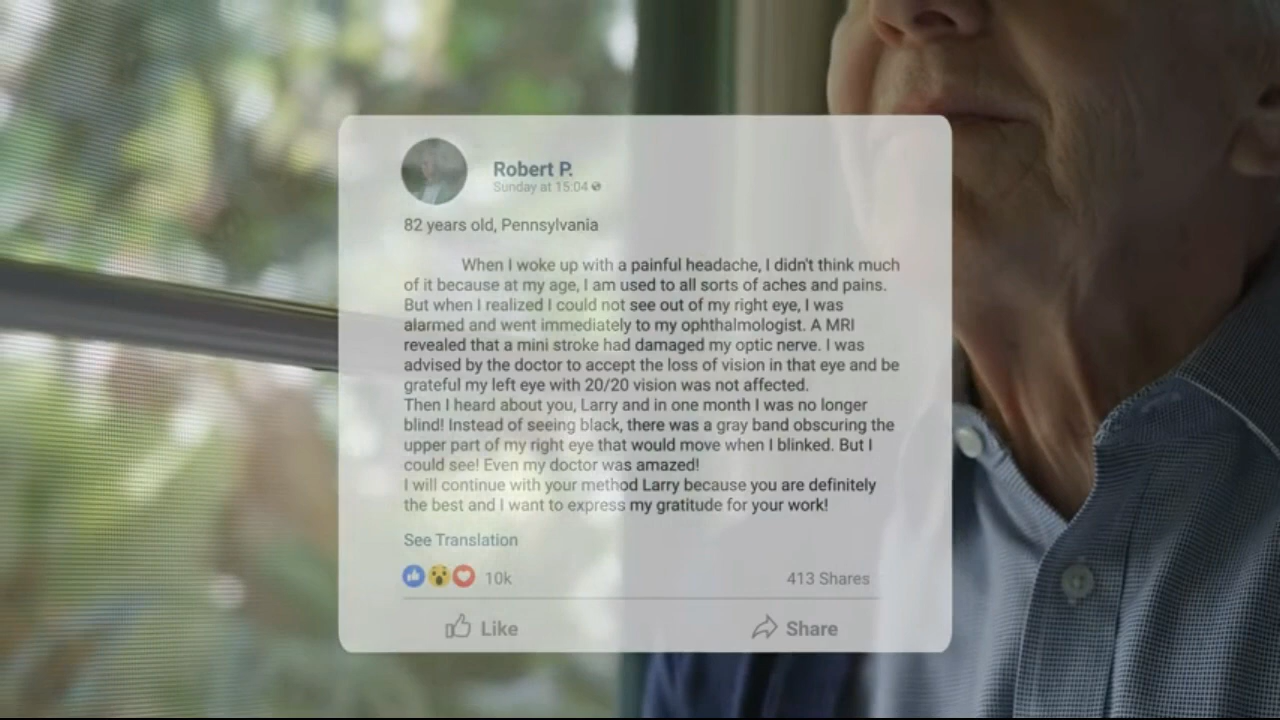 Robert P.
Sunday at 15:04
82 years old, Pennsylvania
When I woke up with a painful headache, I didn't think much
of it because at my age, I am used to all sorts of aches and pains.
But when I realized I could not see out of my right eye, I was
alarmed and went immediately to my ophthalmologist. A MRI
revealed that a mini stroke had damaged my optic nerve. I was
advised by the doctor to accept the loss of vision in that eye and be
grateful my left eye with 20/20 vision was not affected.
Then I heard about you, Larry and in one month I was no longer
blind! Instead of seeing black, there was a gray band obscuring the
upper part of my right eye that would move when I blinked. But I
could see! Even my doctor was amazed!
I will continue with your method Larry because you are definitely
the best and I want to express my gratitude for your work!
See Translation
10k
413 Shares
Like
Share